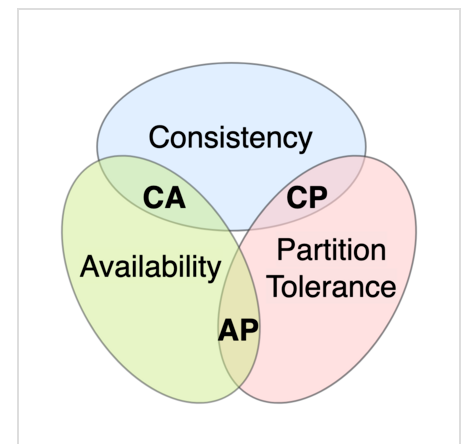 Consistency
CA
CP
Availability
Partition
Tolerance
AP